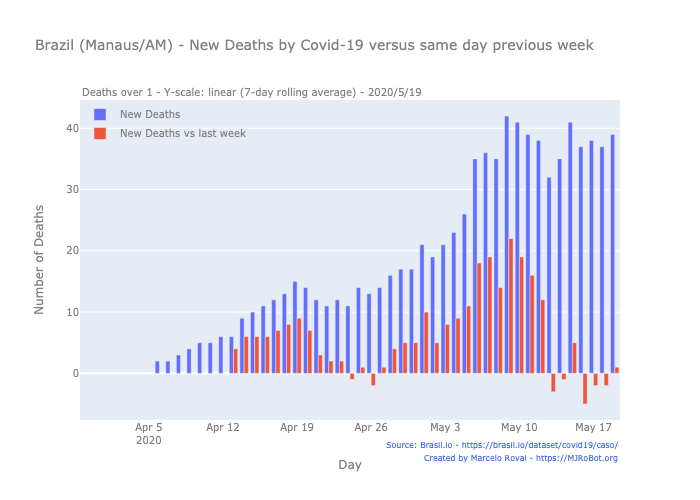 Brazil (Manaus/AM) - New Deaths by Covid-19 versus same day previous week
Deaths over 1 - Y-scale: linear (7-day rolling average) - 2020/5/19
New Deaths
New Deaths vs last week
40
30
20
10
0
Number of Deaths
Apr 5 Apr 12 Apr 19 Apr 26 May 3 May 10 May 17
2020
Source: Brasil.io - https://brasil.io/dataset/covid19/caso/
Created by Marcelo Rovai - https://MJRoBot.org
Day